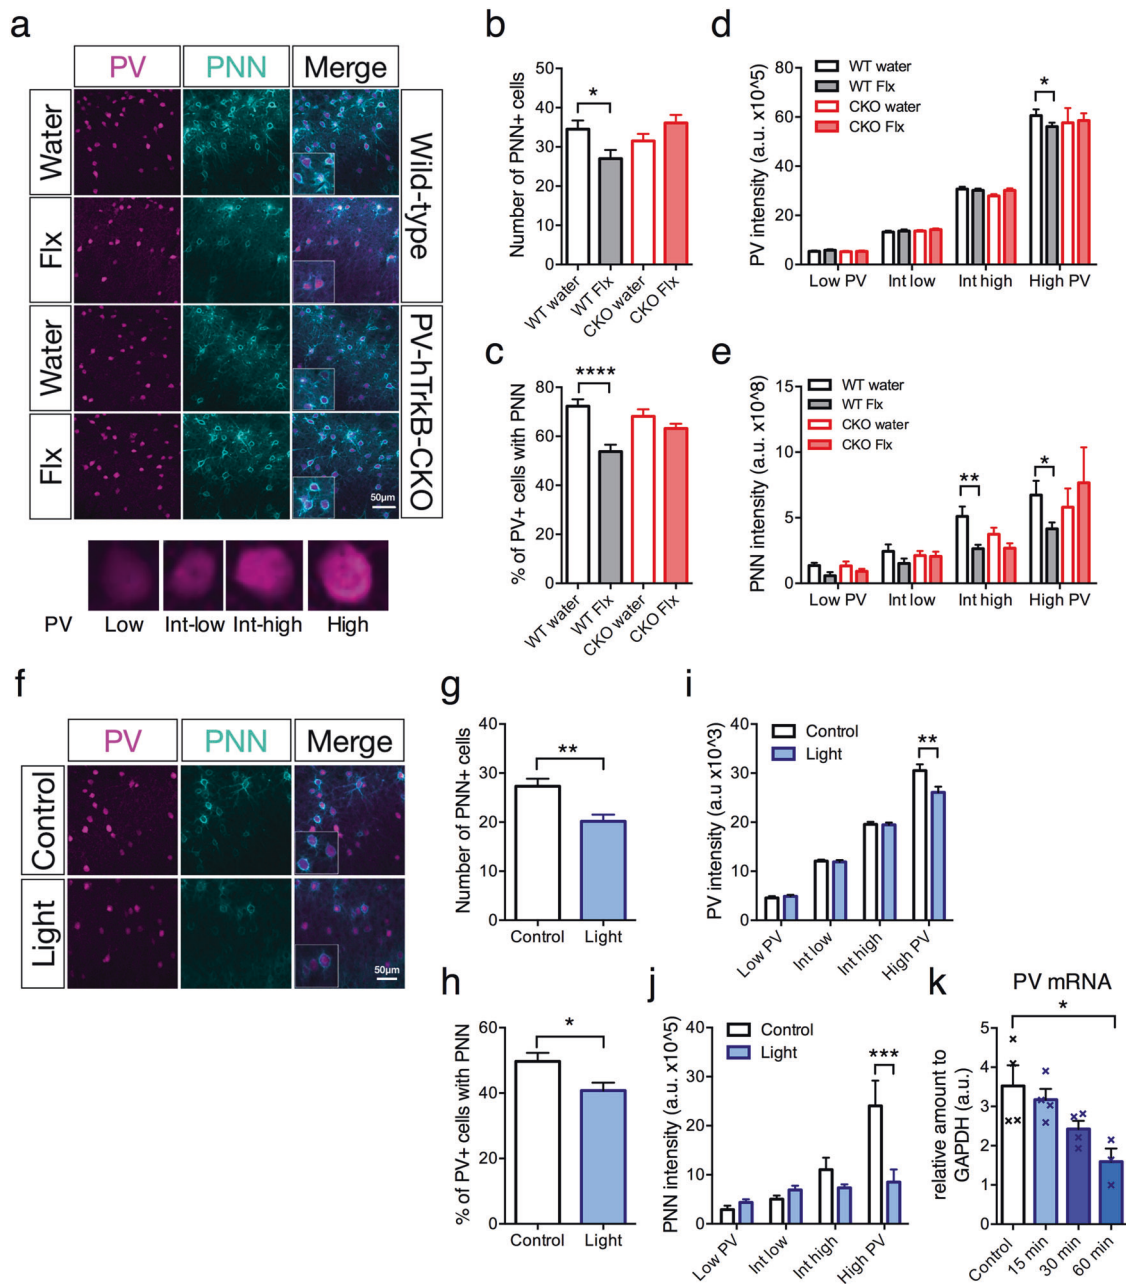 a
PV
PNN
Merge
Water
Flx
Water
Flx
Wild-type
PV-hTrkB-CKO
50µm
PV
Low
Int-low
Int-high
High
b
Number of PNN+ cells
50
40
30
20
10
0
*
WT water
WT Flx
CKO water
CKO Flx
c
% of PV+ cells with PNN
80
60
40
20
0
****
WT water
WT Flx
CKO water
CKO Flx
d
PV intensity (a.u. x10^5)
80
60
40
20
0
WT water
WT Flx
CKO water
CKO Flx
*
Low PV
Int low
Int high
High PV
e
PNN intensity (a.u. x10^8)
15
10
5
0
WT water
WT Flx
CKO water
CKO Flx
**
*
Low PV
Int low
Int high
High PV
f
PV
PNN
Merge
Control
Light
50µm
g
Number of PNN+ cells
40
30
20
10
0
**
Control
Light
h
% of PV+ cells with PNN
60
40
20
0
*
Control
Light
i
PV intensity (a.u x10^3)
40
30
20
10
0
Control
Light
**
Low PV
Int low
Int high
High PV
j
PNN intensity (a.u. x10^5)
40
30
20
10
0
Control
Light
***
Low PV
Int low
Int high
High PV
k
PV mRNA
relative amount to
GAPDH (a.u.)
5
4
3
2
1
0
*
Control
15 min
30 min
60 min